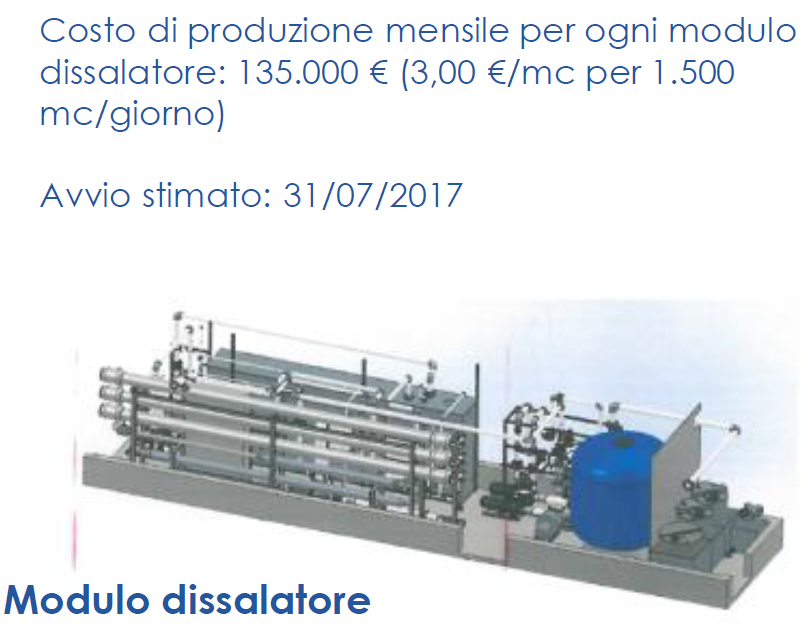 Costo di produzione mensile per ogni modulo
dissalatore: 135.000 € (3,00 €/mc per 1.500
mc/giorno)
Avvio stimato: 31/07/2017
Modulo dissalatore